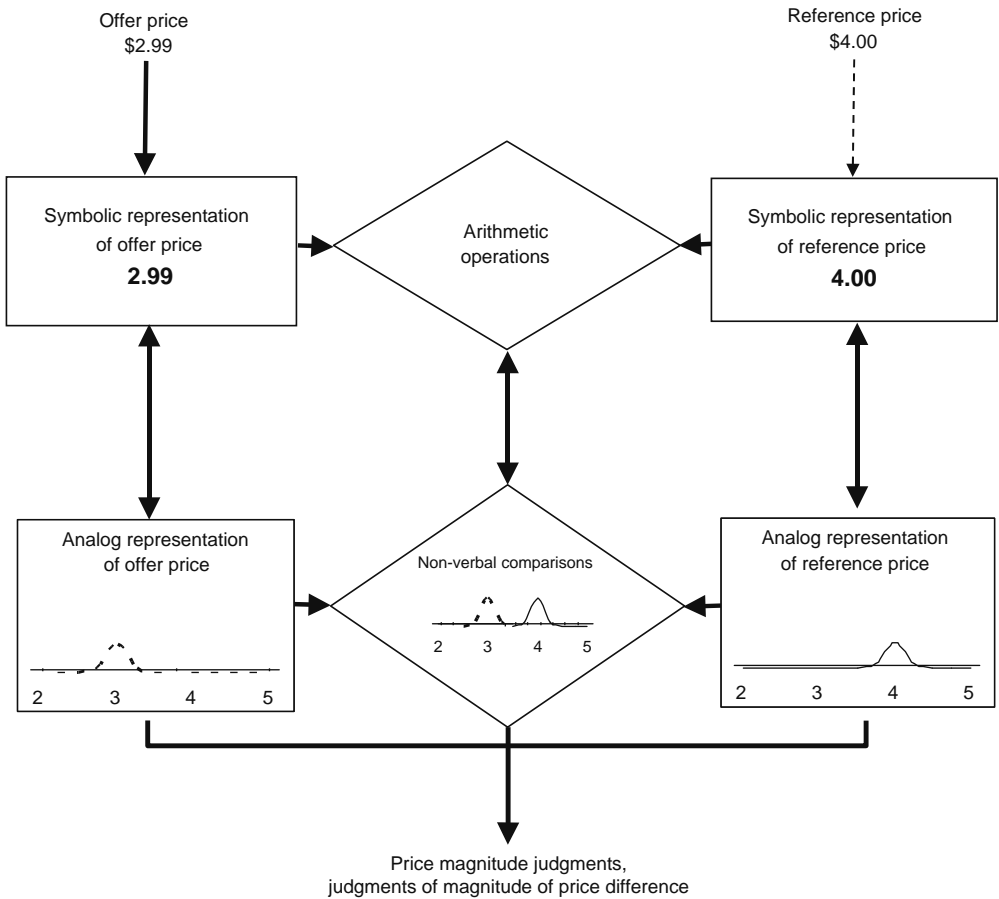 Offer price
$2.99
Reference price
$4.00
Symbolic representation
of offer price
2.99
Arithmetic
operations
Symbolic representation
of reference price
4.00
Analog representation
of offer price
2 3 4 5
Non-verbal comparisons
2 3 4 5
Analog representation
of reference price
2 3 4 5
Price magnitude judgments,
judgments of magnitude of price difference